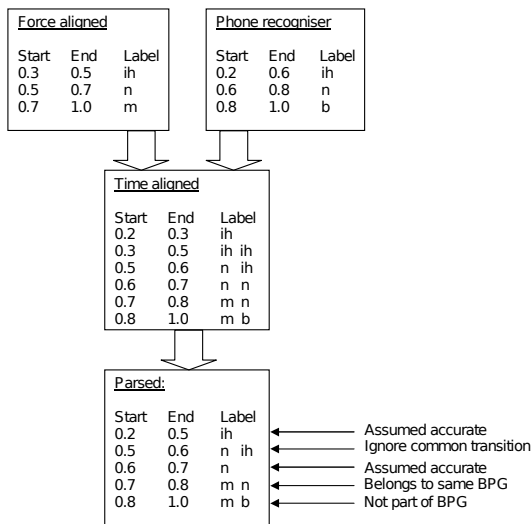 Force aligned
Start End Label
0.3 0.5 ih
0.5 0.7 n
0.7 1.0 m
Phone recogniser
Start End Label
0.2 0.6 ih
0.6 0.8 n
0.8 1.0 b
Time aligned
Start End Label
0.2 0.3 ih
0.3 0.5 ih ih
0.5 0.6 n ih
0.6 0.7 n n
0.7 0.8 m n
0.8 1.0 m b
Parsed:
Start End Label
0.2 0.5 ih Assumed accurate
0.5 0.6 n ih Ignore common transition
0.6 0.7 n Assumed accurate
0.7 0.8 m n Belongs to same BPG
0.8 1.0 m b Not part of BPG